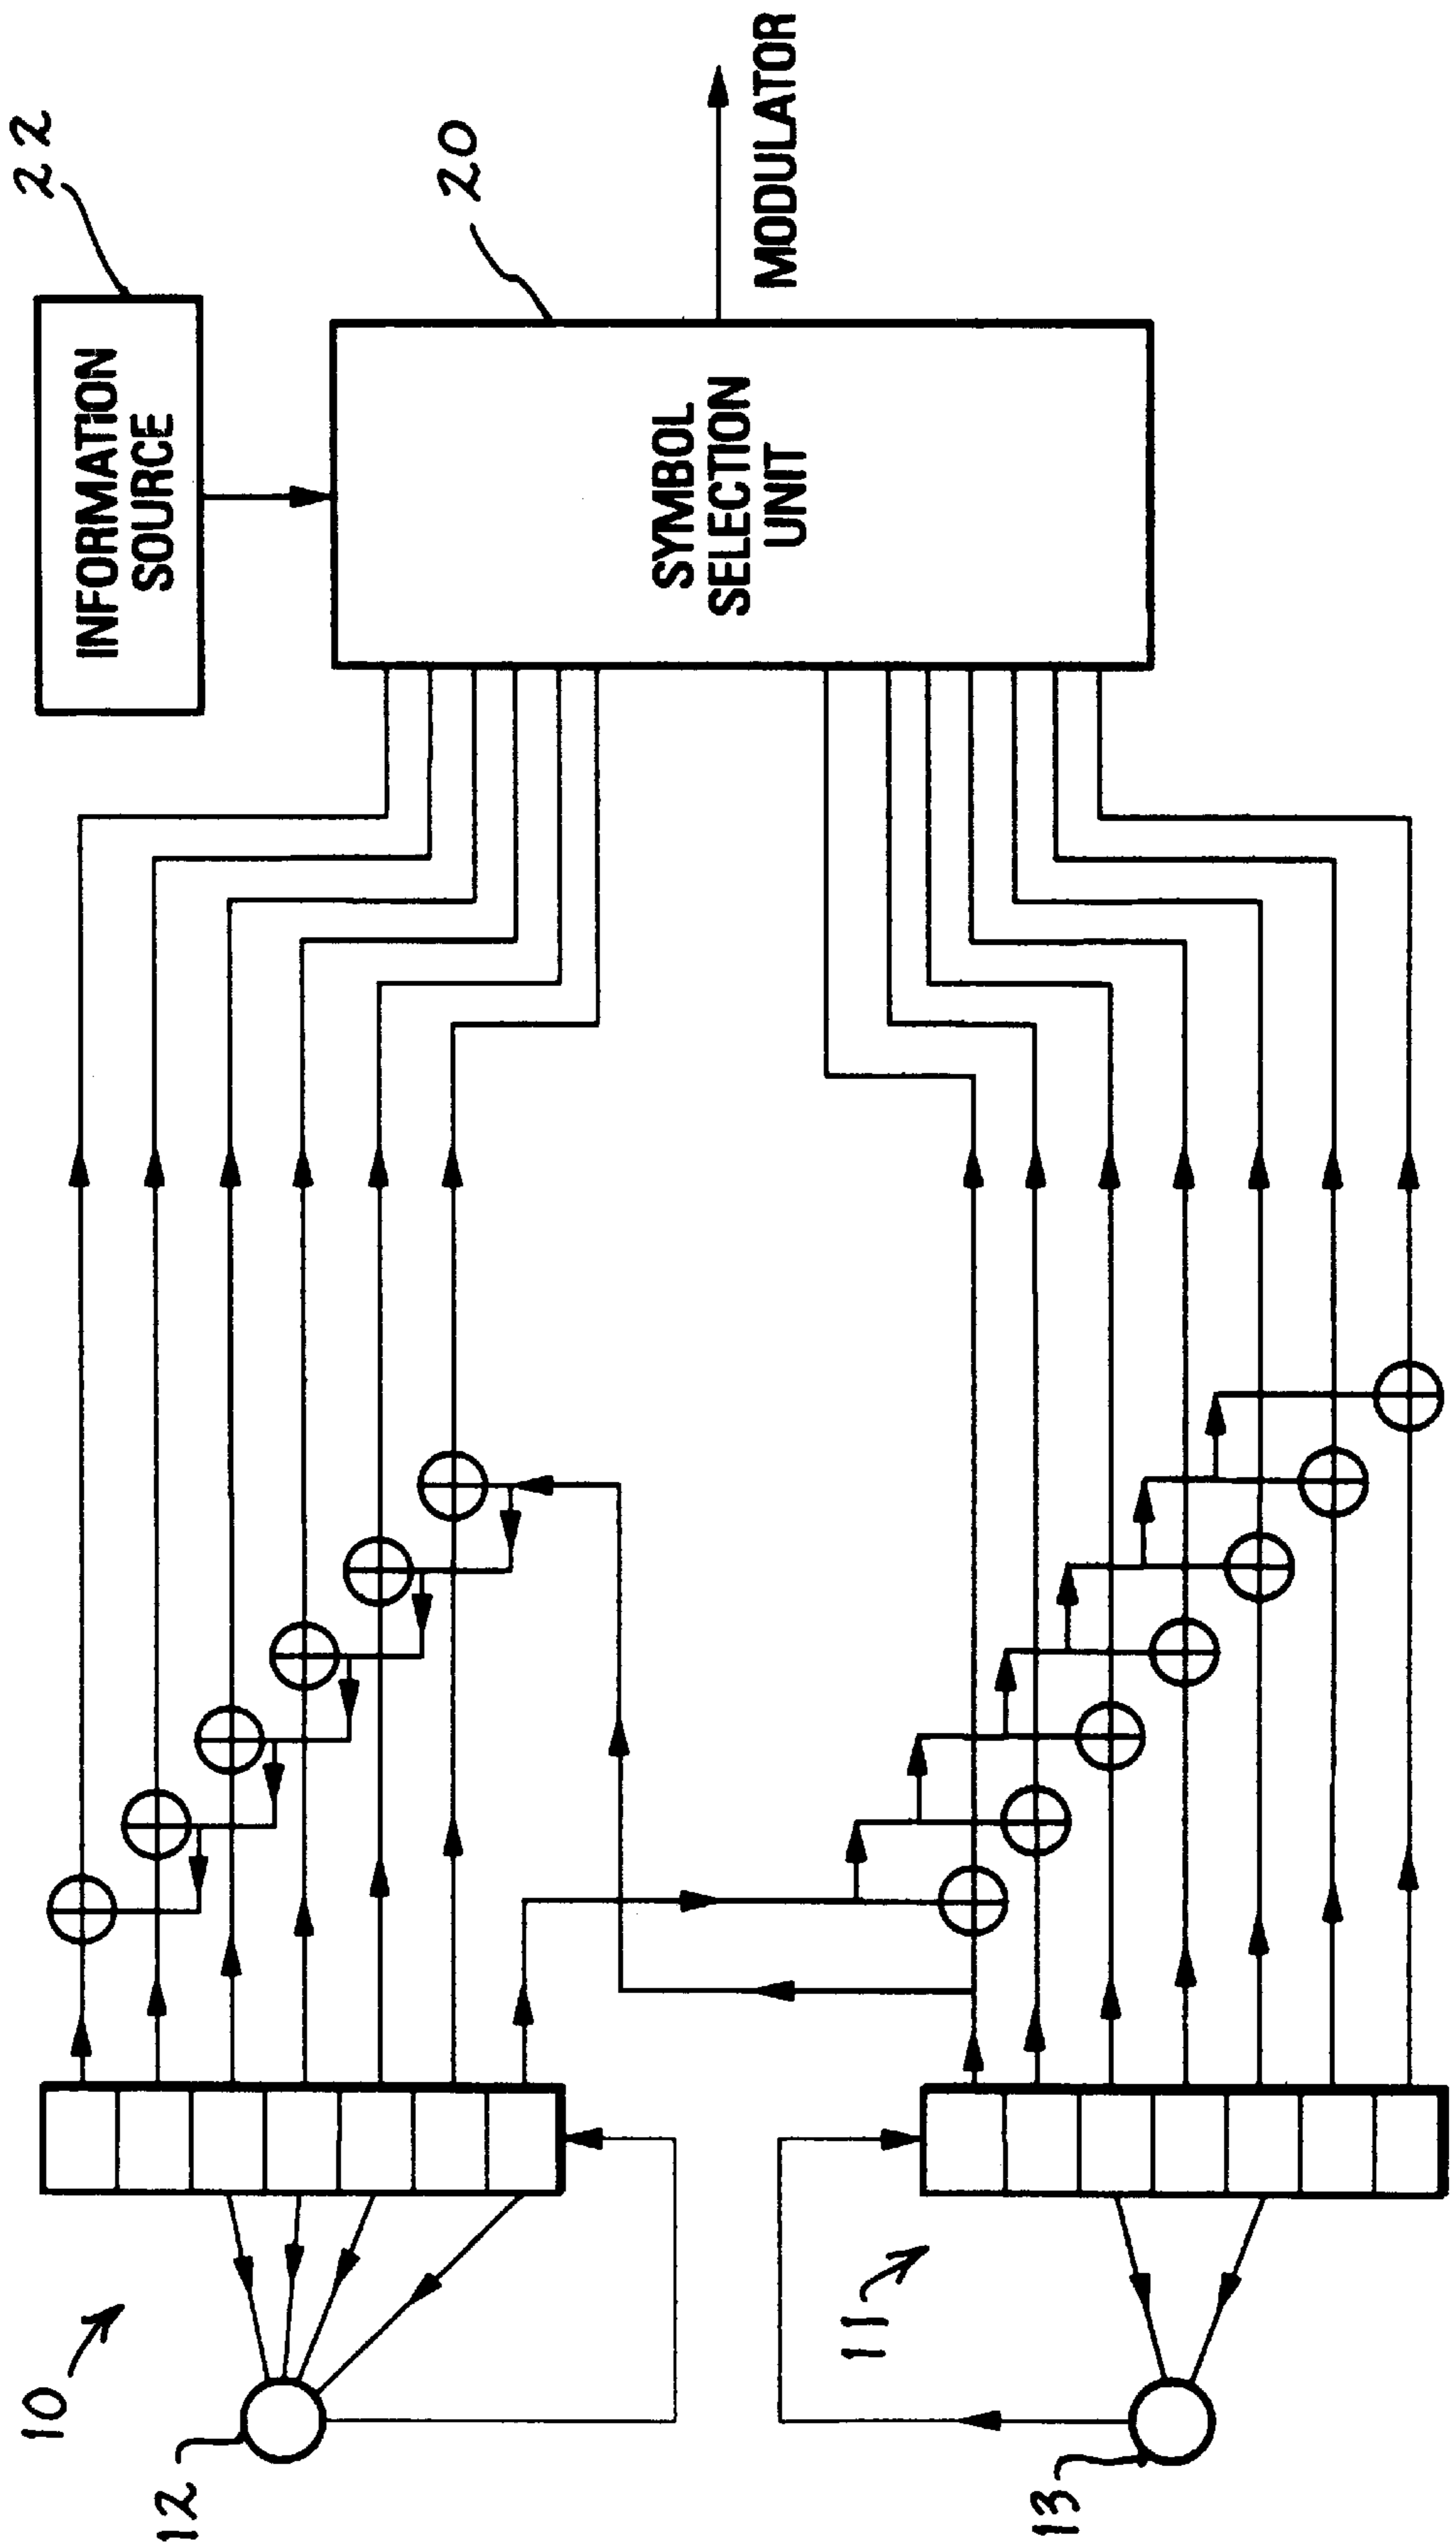 INFORMATION
SOURCE
22
20
SYMBOL
SELECTION
UNIT
MODULATOR
10
12
11
13